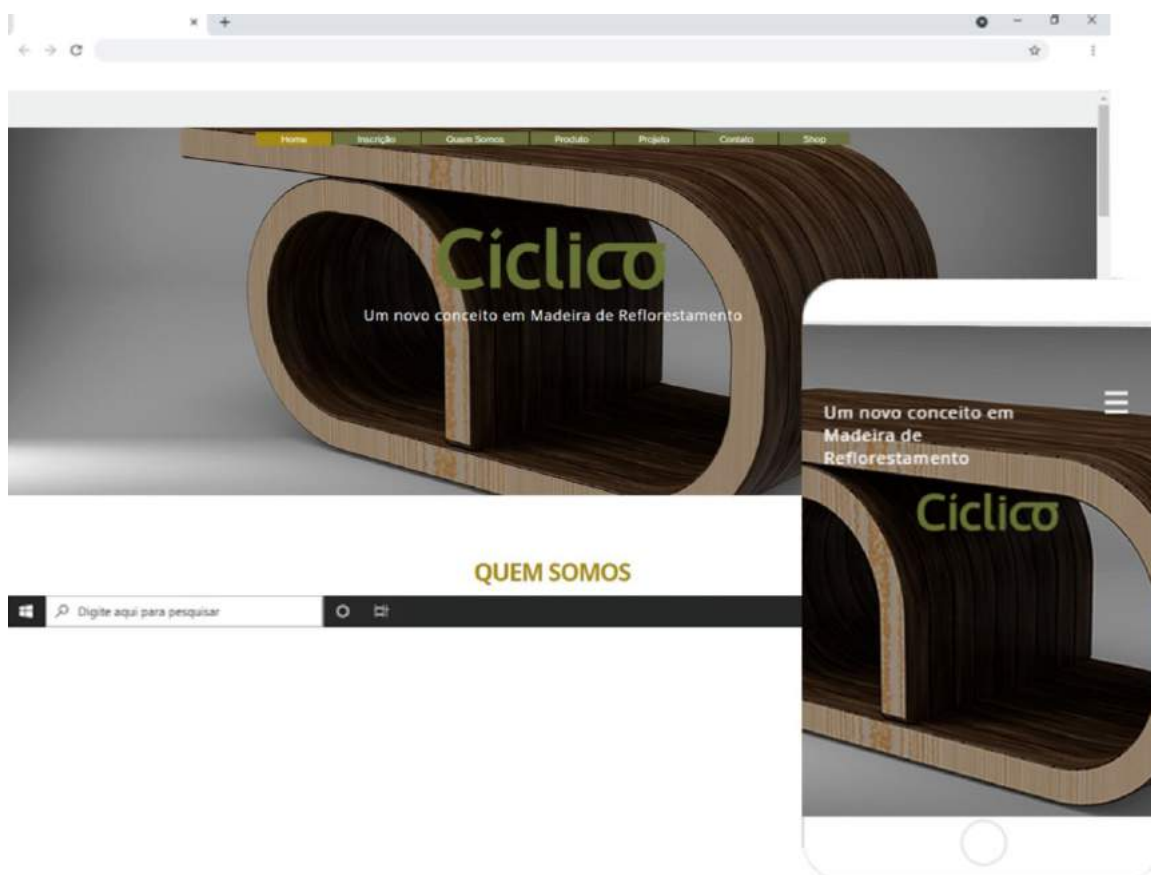 Home Inscrição Quem Somos Produto Projeto Contato Shop
Cíclico
Um novo conceito em Madeira de Reflorestamento
QUEM SOMOS
Digite aqui para pesquisar
Um novo conceito em
Madeira de
Reflorestamento
Cíclico